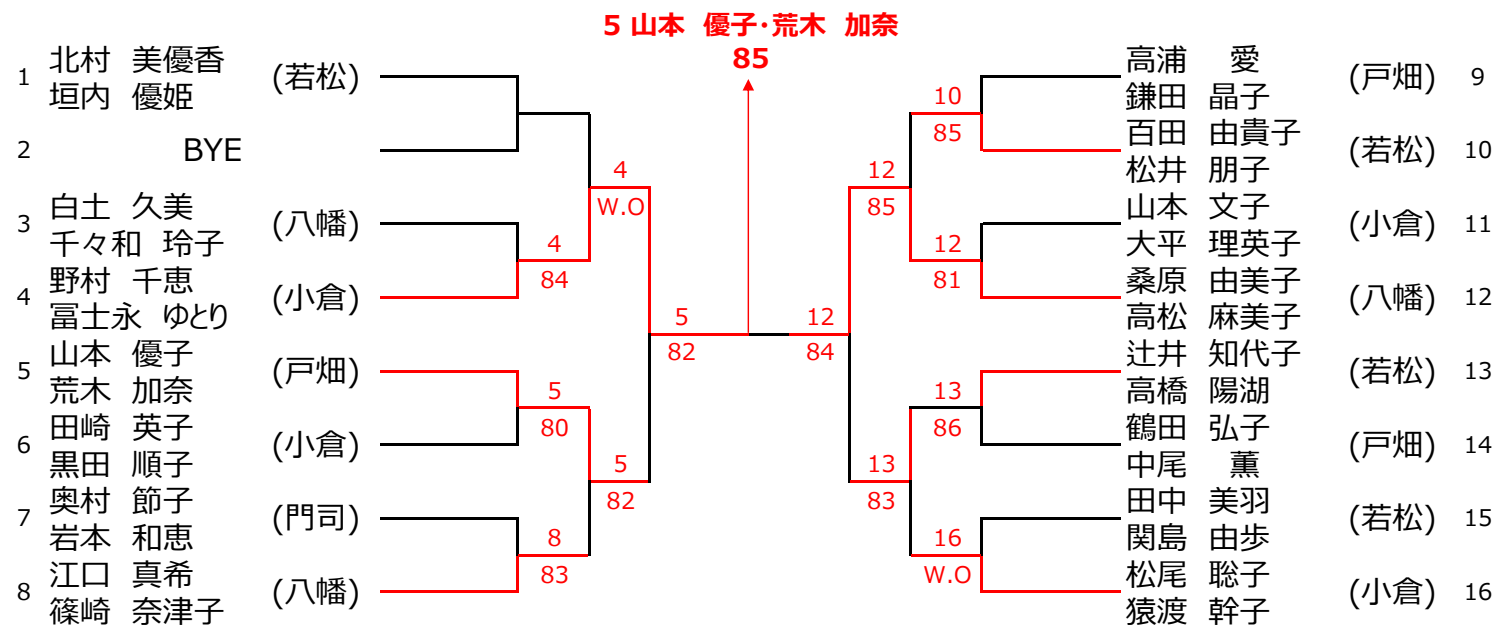 5 山本 優子・荒木 加奈
85
1 北村 美優香
垣内 優姫
(若松)
2 BYE
3 白土 久美
千々和 玲子
(八幡)
4 野村 千恵
冨士永 ゆとり
(小倉)
5 山本 優子
荒木 加奈
(戸畑)
6 田崎 英子
黒田 順子
(小倉)
7 奥村 節子
岩本 和恵
(門司)
8 江口 真希
篠崎 奈津子
(八幡)
4
84
5
80
8
83
4
W.O
5
82
5
82
12
84
12
85
13
83
10
85
12
81
13
86
16
W.O
高浦 愛
鎌田 晶子
(戸畑) 9
百田 由貴子
松井 朋子
(若松) 10
山本 文子
大平 理英子
(小倉) 11
桑原 由美子
高松 麻美子
(八幡) 12
辻井 知代子
高橋 陽湖
(若松) 13
鶴田 弘子
中尾 薫
(戸畑) 14
田中 美羽
関島 由歩
(若松) 15
松尾 聡子
猿渡 幹子
(小倉) 16